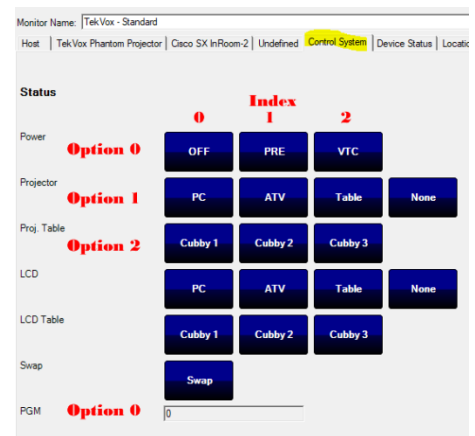 Monitor Name: TekVox - Standard
Host TekVox Phantom Projector Cisco SX InRoom-2 Undefined Control System Device Status Locatio
Status
Index
0 1 2
Power
Option 0 OFF PRE VTC
Projector
Option 1 PC ATV Table None
Proj. Table
Option 2 Cubby 1 Cubby 2 Cubby 3
LCD
PC ATV Table None
LCD Table
Cubby 1 Cubby 2 Cubby 3
Swap
Swap
PGM Option 0 0